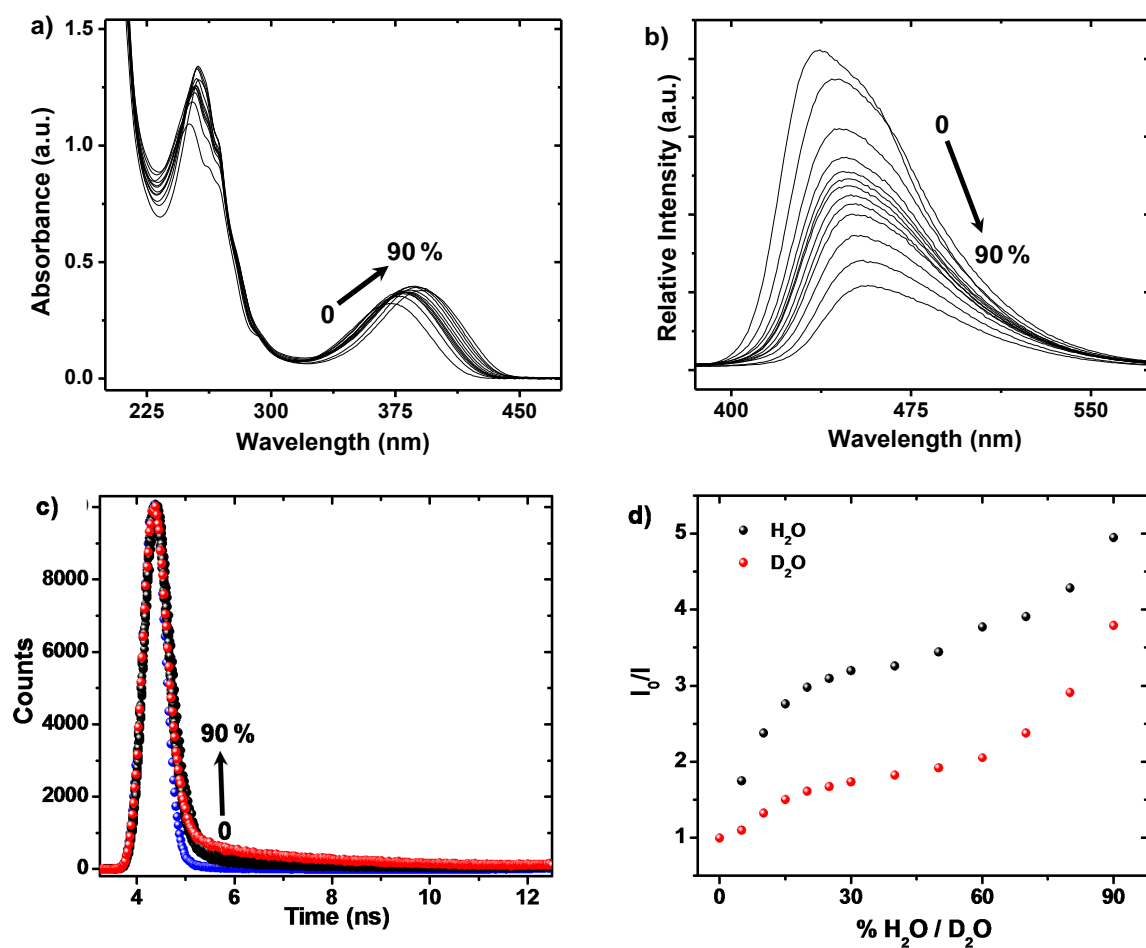 a)
1.5
1.0
0.5
0.0
Absorbance (a.u.)
90 %
0
225
300
375
450
Wavelength (nm)
b)
Relative Intensity (a.u.)
0
90 %
400
475
550
Wavelength (nm)
c)
8000
6000
4000
2000
0
Counts
90 %
0
4
6
8
10
12
Time (ns)
d)
5
4
3
2
1
I₀/I
H₂O
D₂O
0
30
60
90
% H₂O / D₂O